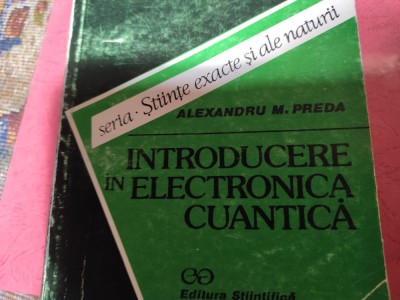 seria · Științe exacte și ale naturii
ALEXANDRU M. PREDA
INTRODUCERE
ÎN ELECTRONICA
CUANTICĂ
Editura Științifică